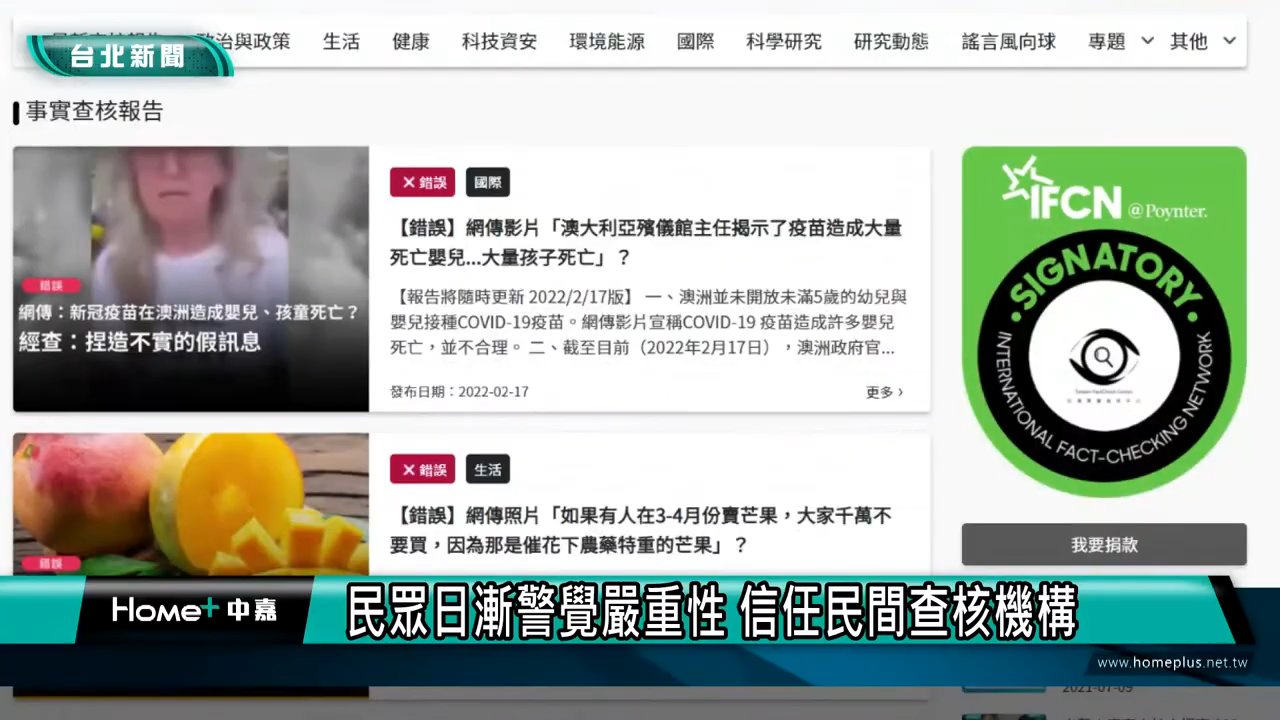 台北新聞
治與政策
生活
健康
科技資安
環境能源
國際
科學研究
研究動態
謠言風向球
專題
其他
事實查核報告
錯誤
網傳：新冠疫苗在澳洲造成嬰兒、孩童死亡？
經查：捏造不實的假訊息
✕ 錯誤
國際
【錯誤】網傳影片「澳大利亞殯儀館主任揭示了疫苗造成大量
死亡嬰兒...大量孩子死亡」？
【報告將隨時更新 2022/2/17版】 一、澳洲並未開放未滿5歲的幼兒與
嬰兒接種COVID-19疫苗。網傳影片宣稱COVID-19 疫苗造成許多嬰兒
死亡，並不合理。 二、截至目前（2022年2月17日），澳洲政府官...
發布日期：2022-02-17
更多 ›
IFCN @Poynter.
SIGNATORY
INTERNATIONAL FACT-CHECKING NETWORK
錯誤
✕ 錯誤
生活
【錯誤】網傳照片「如果有人在3-4月份賣芒果，大家千萬不
要買，因為那是催花下農藥特重的芒果」？
我要捐款
Home+ 中嘉
民眾日漸警覺嚴重性 信任民間查核機構
www.homeplus.net.tw
2021-07-09